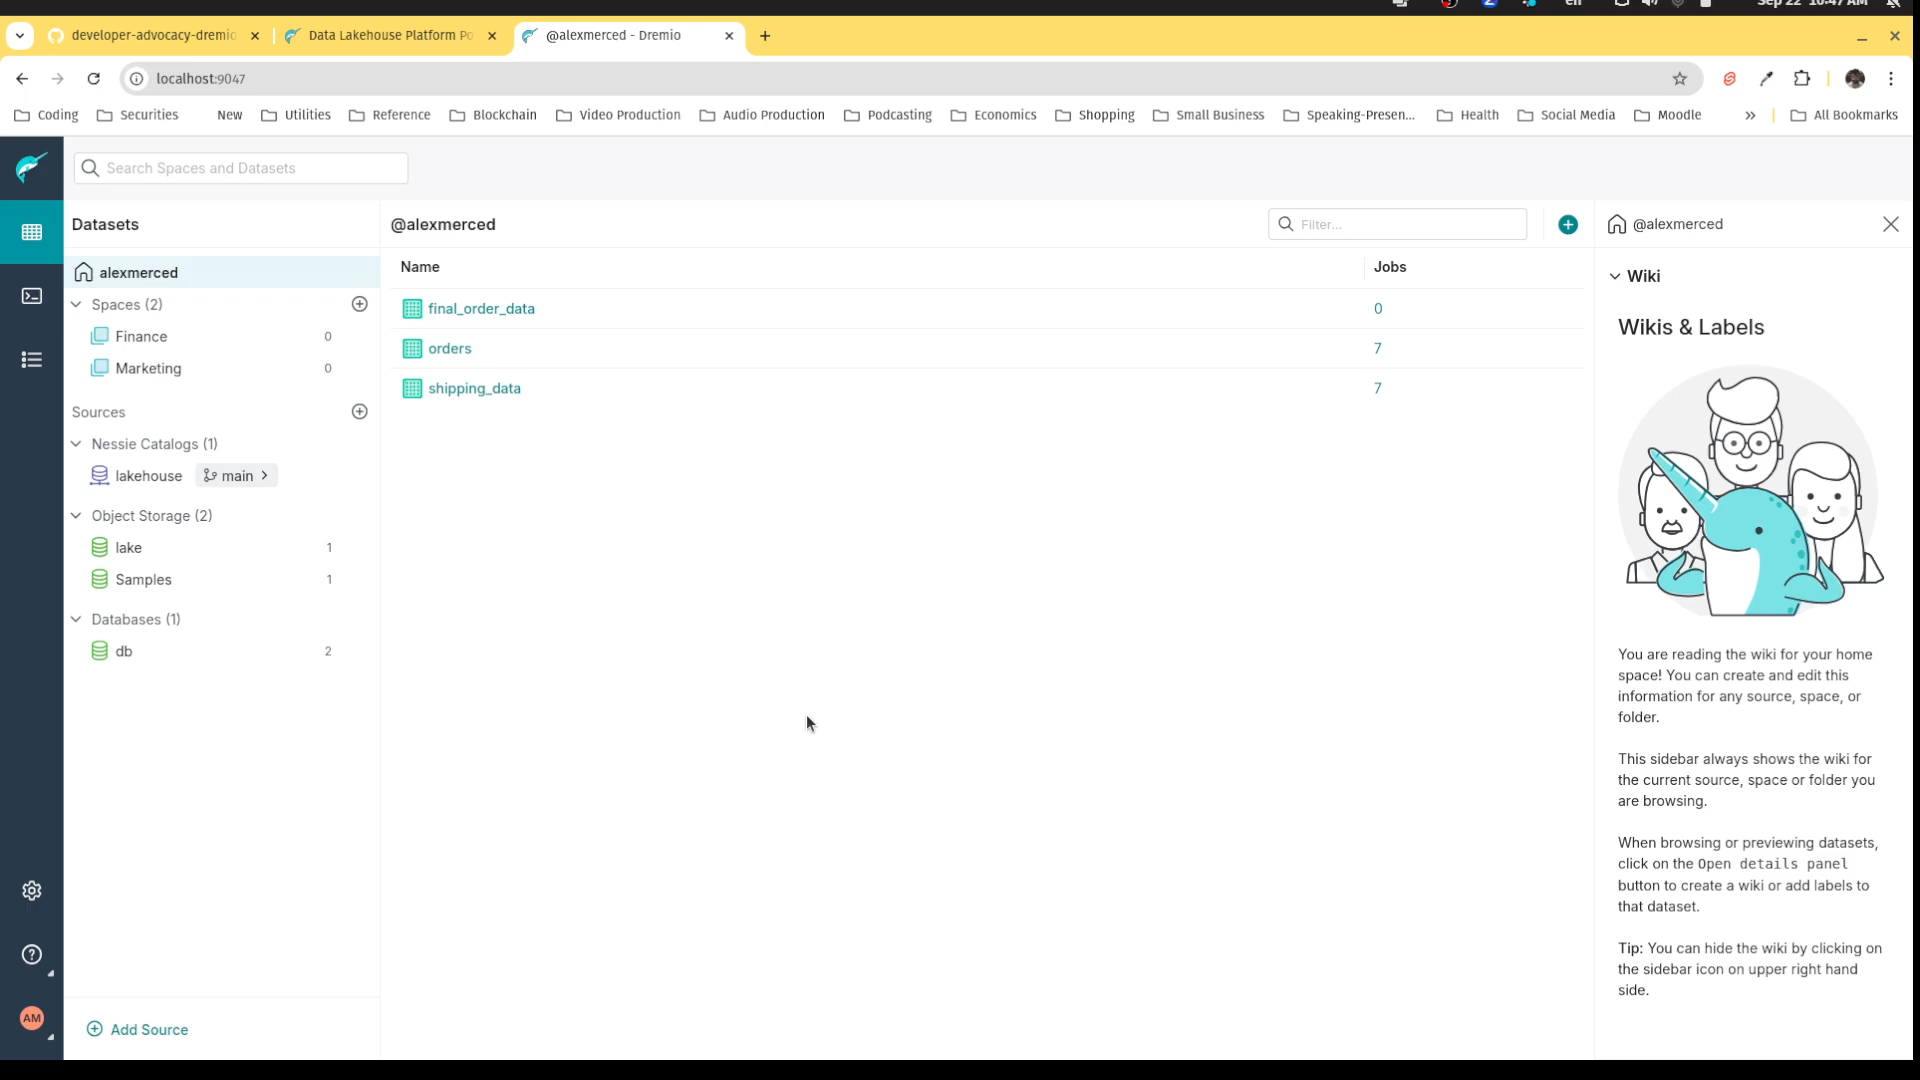 en
Sep 22 10:47 AM
developer-advocacy-dremio
Data Lakehouse Platform Po
@alexmerced - Dremio
localhost:9047
Coding
Securities
New
Utilities
Reference
Blockchain
Video Production
Audio Production
Podcasting
Economics
Shopping
Small Business
Speaking-Presen...
Health
Social Media
Moodle
All Bookmarks
Search Spaces and Datasets
Datasets
alexmerced
Spaces (2)
Finance 0
Marketing 0
Sources
Nessie Catalogs (1)
lakehouse main
Object Storage (2)
lake 1
Samples 1
Databases (1)
db 2
Add Source
AM
@alexmerced
Filter...
Name Jobs
final_order_data 0
orders 7
shipping_data 7
@alexmerced
Wiki
Wikis & Labels
You are reading the wiki for your home
space! You can create and edit this
information for any source, space, or
folder.
This sidebar always shows the wiki for
the current source, space or folder you
are browsing.
When browsing or previewing datasets,
click on the Open details panel
button to create a wiki or add labels to
that dataset.
Tip: You can hide the wiki by clicking on
the sidebar icon on upper right hand
side.